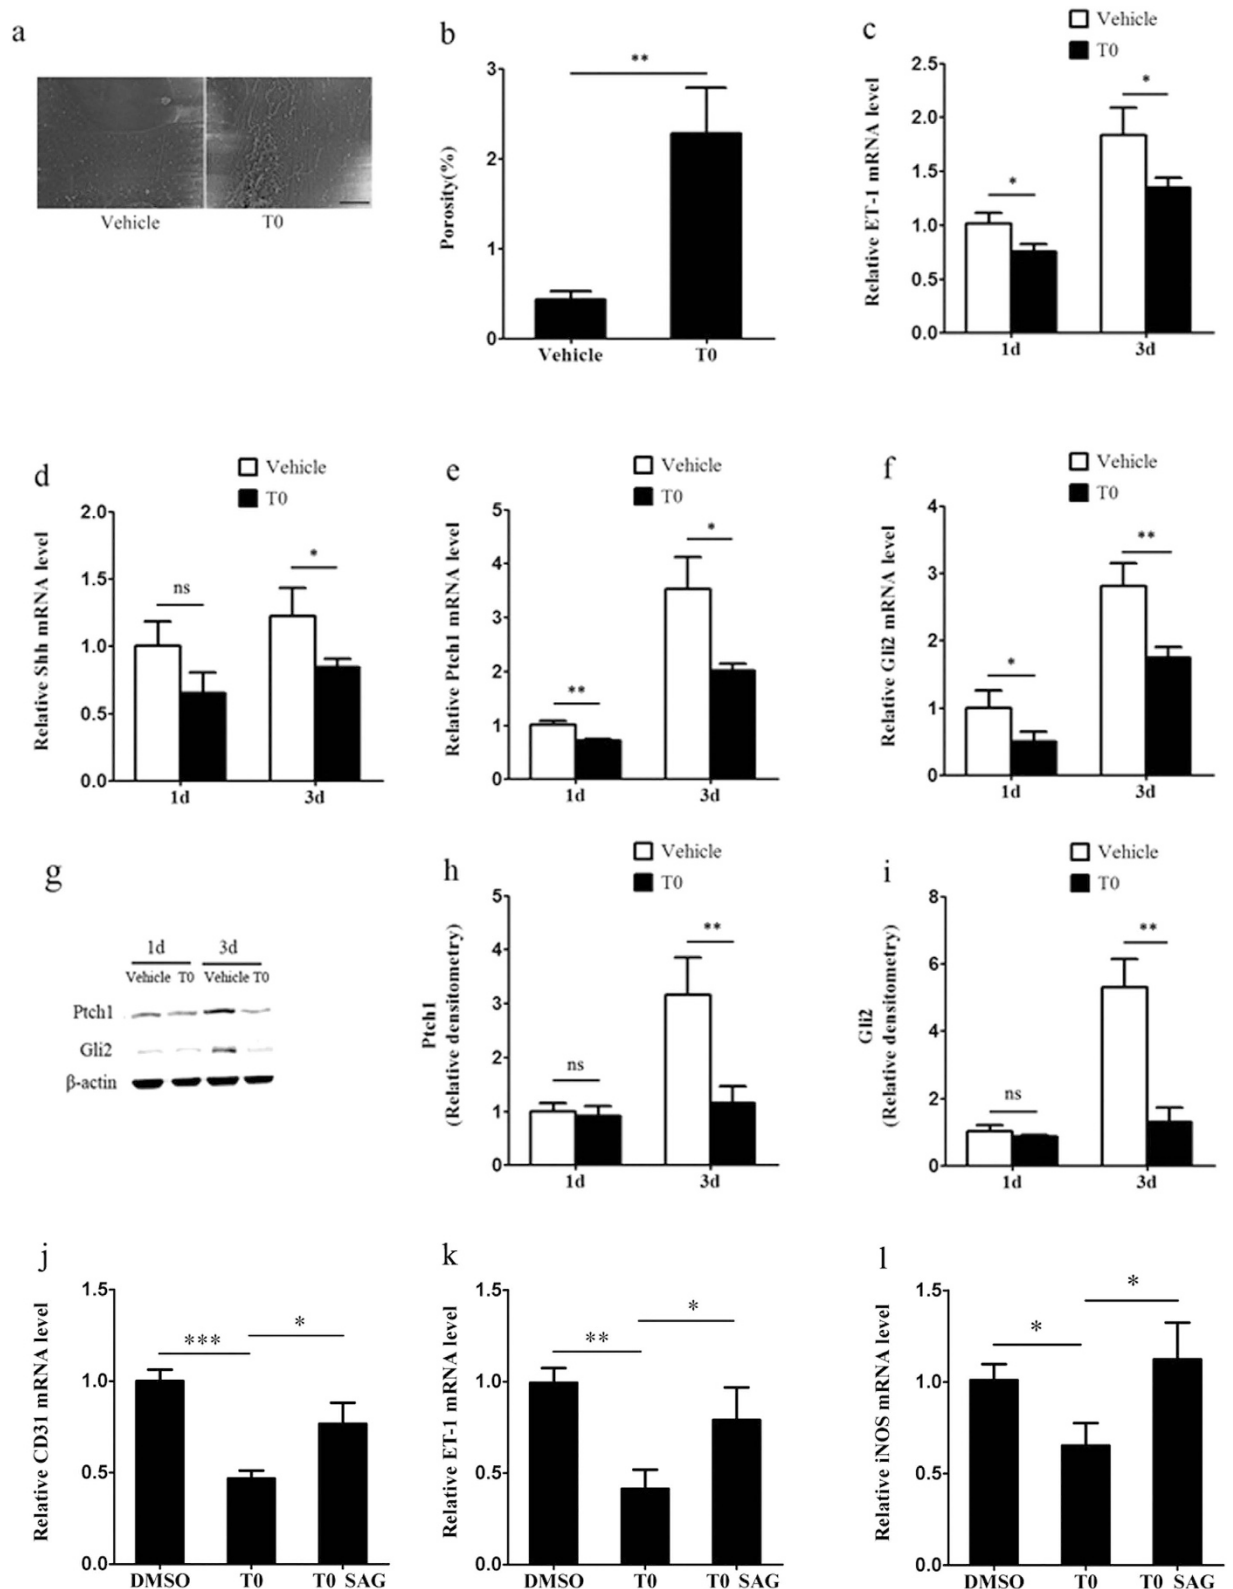 a
Vehicle T0
b
**
Porosity(%)
3
2
1
0
Vehicle T0
c
Vehicle
T0
Relative ET-1 mRNA level
2.5
2.0
1.5
1.0
0.5
0.0
*
*
1d 3d
d
Vehicle
T0
Relative Shh mRNA level
2.0
1.5
1.0
0.5
0.0
ns
*
1d 3d
e
Vehicle
T0
Relative Ptch1 mRNA level
5
4
3
2
1
0
**
*
1d 3d
f
Vehicle
T0
Relative Gli2 mRNA level
4
3
2
1
0
*
**
1d 3d
g
1d 3d
Vehicle T0 Vehicle T0
Ptch1
Gli2
β-actin
h
Vehicle
T0
Ptch1
(Relative densitometry)
5
4
3
2
1
0
ns
**
1d 3d
i
Vehicle
T0
Gli2
(Relative densitometry)
8
6
4
2
0
ns
**
1d 3d
j
Relative CD31 mRNA level
1.5
1.0
0.5
0.0
***
*
DMSO T0 T0 SAG
k
Relative ET-1 mRNA level
1.5
1.0
0.5
0.0
**
*
DMSO T0 T0 SAG
l
Relative iNOS mRNA level
1.5
1.0
0.5
0.0
*
*
DMSO T0 T0 SAG